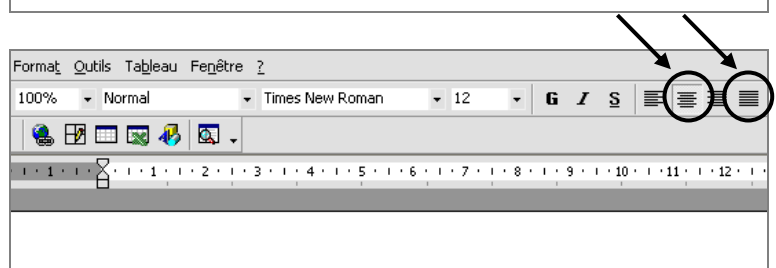 Format Outils Tableau Fenêtre ?
100% Normal Times New Roman 12 G I S
1 1 2 3 4 5 6 7 8 9 10 11 12